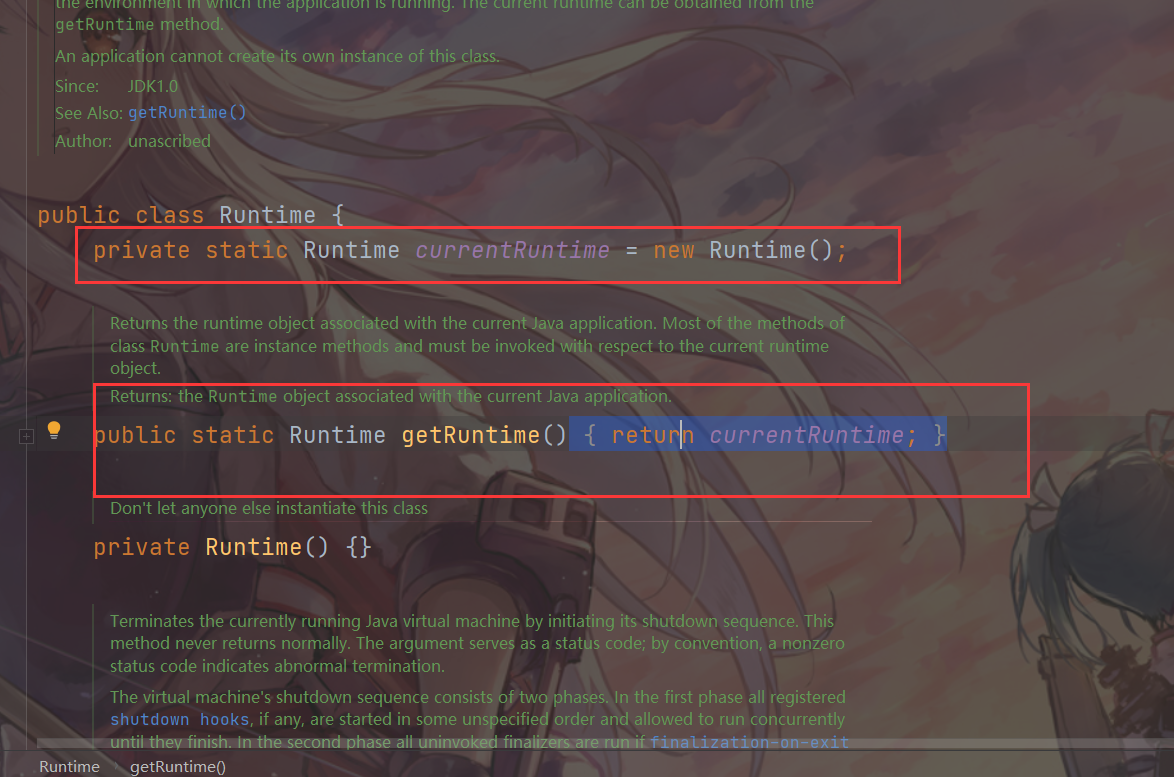 the environment in which the application is running. The current runtime can be obtained from the
getRuntime method.
An application cannot create its own instance of this class.
Since: JDK1.0
See Also: getRuntime()
Author: unascribed
public class Runtime {
private static Runtime currentRuntime = new Runtime();
Returns the runtime object associated with the current Java application. Most of the methods of
class Runtime are instance methods and must be invoked with respect to the current runtime
object.
Returns: the Runtime object associated with the current Java application.
public static Runtime getRuntime() { return currentRuntime; }
Don't let anyone else instantiate this class
private Runtime() {}
Terminates the currently running Java virtual machine by initiating its shutdown sequence. This
method never returns normally. The argument serves as a status code; by convention, a nonzero
status code indicates abnormal termination.
The virtual machine's shutdown sequence consists of two phases. In the first phase all registered
shutdown hooks, if any, are started in some unspecified order and allowed to run concurrently
until they finish. In the second phase all uninvoked finalizers are run if finalization-on-exit
Runtime › getRuntime()